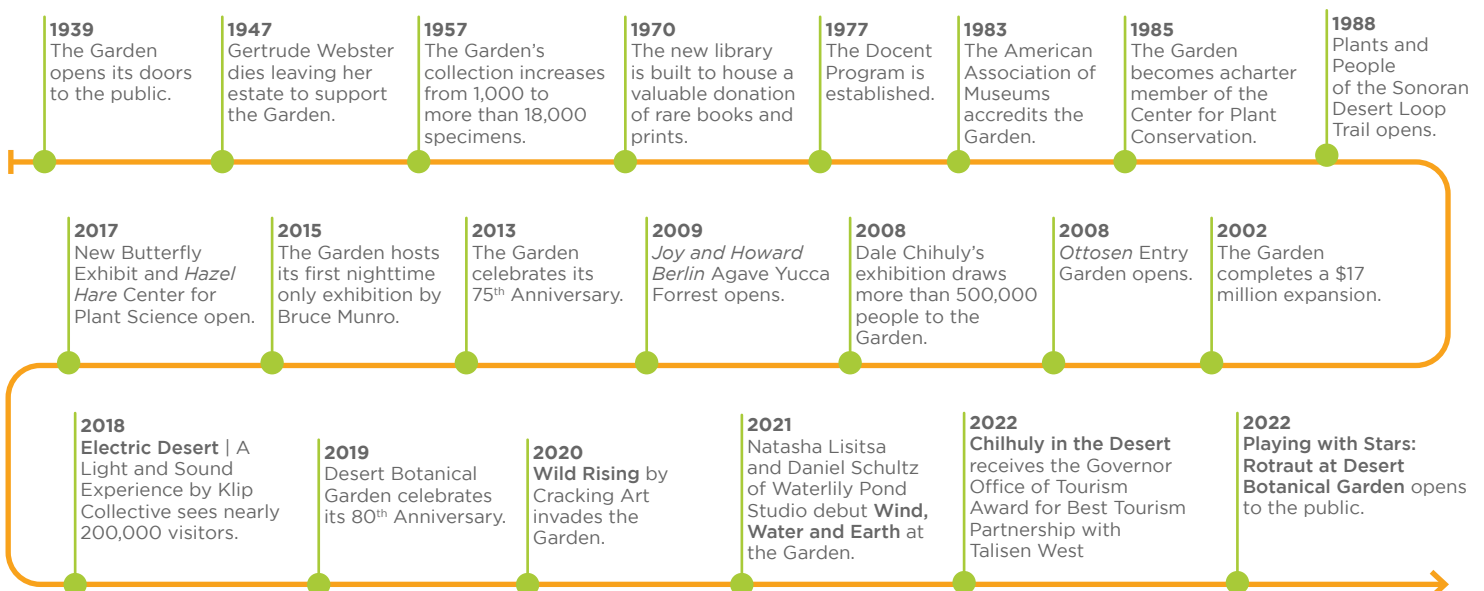 1939
The Garden
opens its doors
to the public.
1947
Gertrude Webster
dies leaving her
estate to support
the Garden.
1957
The Garden's
collection increases
from 1,000 to
more than 18,000
specimens.
1970
The new library
is built to house a
valuable donation
of rare books and
prints.
1977
The Docent
Program is
established.
1983
The American
Association of
Museums
accredits the
Garden.
1985
The Garden
becomes acharter
member of the
Center for Plant
Conservation.
1988
Plants and
People
of the Sonoran
Desert Loop
Trail opens.
2002
The Garden
completes a $17
million expansion.
2008
Ottosen Entry
Garden opens.
2008
Dale Chihuly's
exhibition draws
more than 500,000
people to the
Garden.
2009
Joy and Howard
Berlin Agave Yucca
Forrest opens.
2013
The Garden
celebrates its
75th Anniversary.
2015
The Garden hosts
its first nighttime
only exhibition by
Bruce Munro.
2017
New Butterfly
Exhibit and Hazel
Hare Center for
Plant Science open.
2018
Electric Desert | A
Light and Sound
Experience by Klip
Collective sees nearly
200,000 visitors.
2019
Desert Botanical
Garden celebrates
its 80th Anniversary.
2020
Wild Rising by
Cracking Art
invades the
Garden.
2021
Natasha Lisitsa
and Daniel Schultz
of Waterlily Pond
Studio debut Wind,
Water and Earth at
the Garden.
2022
Chilhuly in the Desert
receives the Governor
Office of Tourism
Award for Best Tourism
Partnership with
Talisen West
2022
Playing with Stars:
Rotraut at Desert
Botanical Garden opens
to the public.